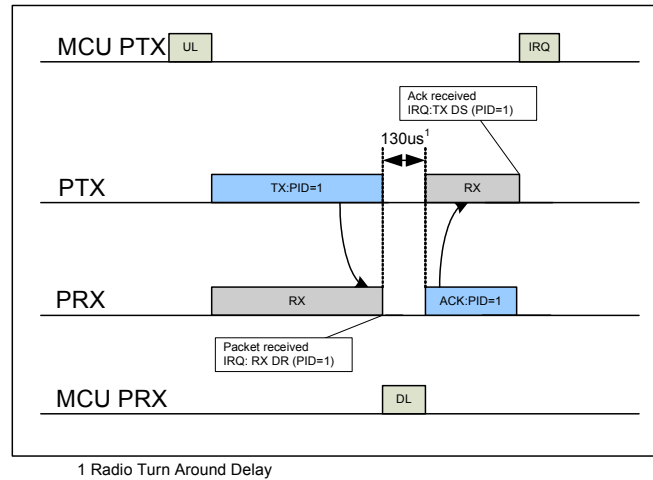 MCU PTX
UL
IRQ
Ack received
IRQ:TX DS (PID=1)
130us1
PTX
TX:PID=1
RX
PRX
RX
ACK:PID=1
Packet received
IRQ: RX DR (PID=1)
MCU PRX
DL
1 Radio Turn Around Delay